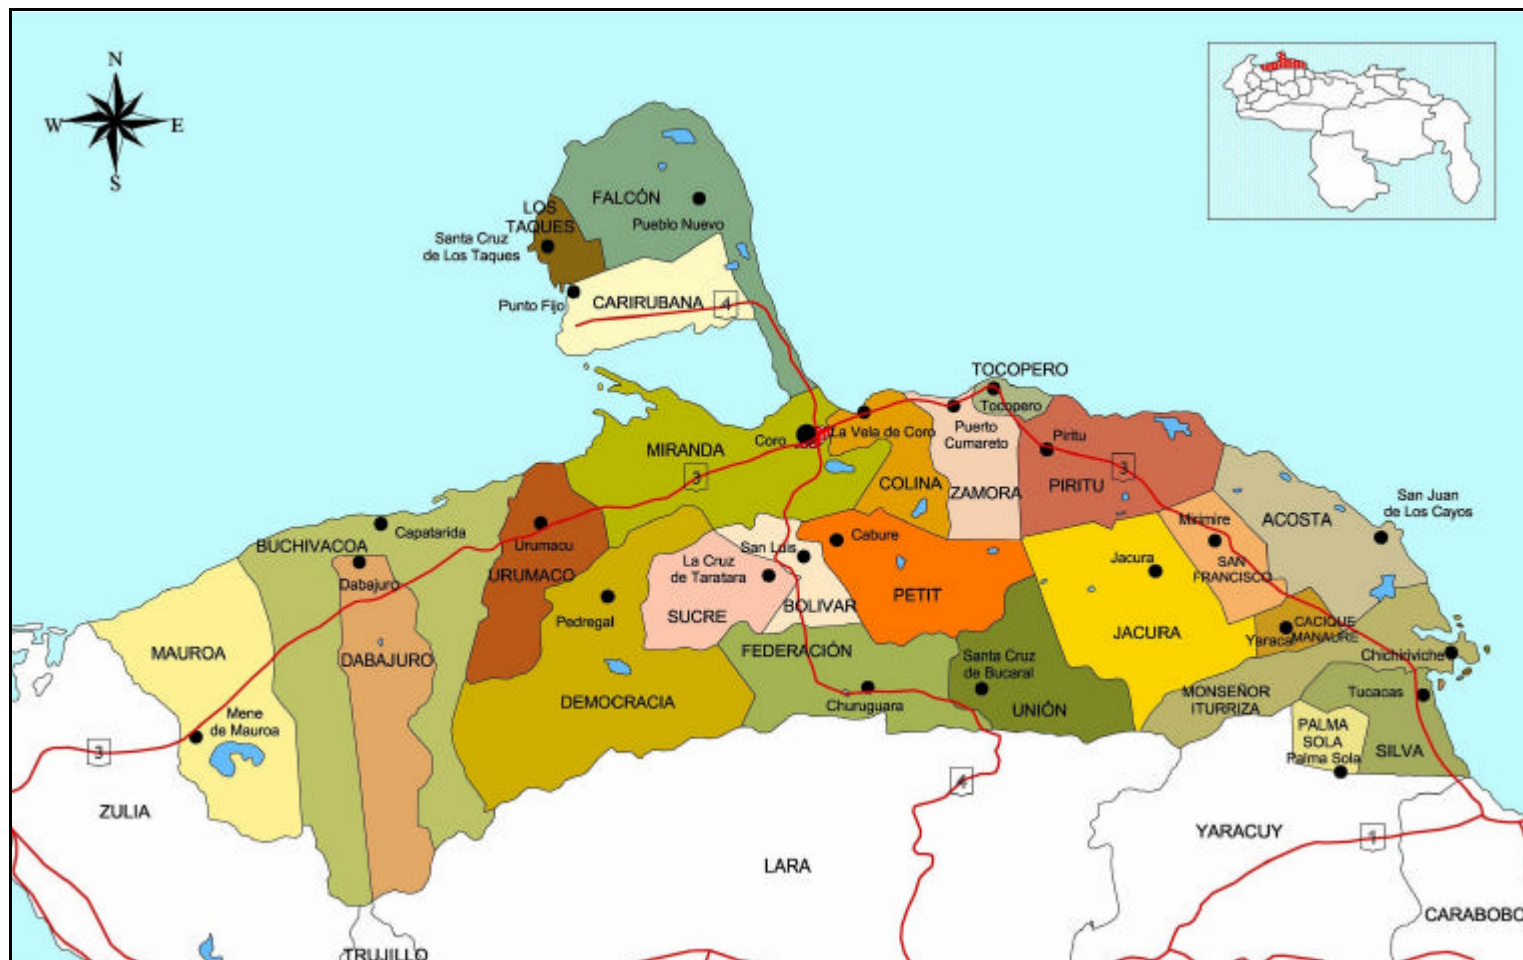 N
W E
S
FALCÓN
Pueblo Nuevo
LOS
TAQUES
Santa Cruz
de Los Taques
Punto Fijo
CARIRUBANA
4
TOCOPERO
Tocopero
Coro
La Vela de Coro
Puerto
Cumareto
Piritu
MIRANDA
3
COLINA
ZAMORA
PIRITU
3
San Juan
de Los Cayos
ACOSTA
Mirimire
SAN
FRANCISCO
Capatarida
BUCHIVACOA
Dabajuro
Urumacu
URUMACO
San Luis
Cabure
La Cruz
de Taratara
Jacura
PETIT
BOLIVAR
SUCRE
Pedregal
JACURA
CACIQUE
MANAURE
Yaraca
Chichiriviche
MAUROA
DABAJURO
FEDERACIÓN
Santa Cruz
de Bucaral
DEMOCRACIA
Churuguara
UNIÓN
MONSEÑOR
ITURRIZA
Tucacas
PALMA
SOLA
Palma Sola
SILVA
Mene
de Mauroa
3
ZULIA
4
YARACUY
1
LARA
CARABOBO
TRUJILLO